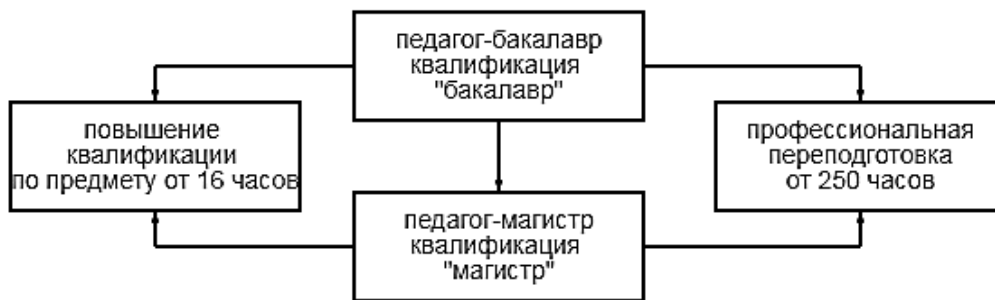 педагог-бакалавр
квалификация
"бакалавр"
повышение
квалификации
по предмету от 16 часов
профессиональная
переподготовка
от 250 часов
педагог-магистр
квалификация
"магистр"